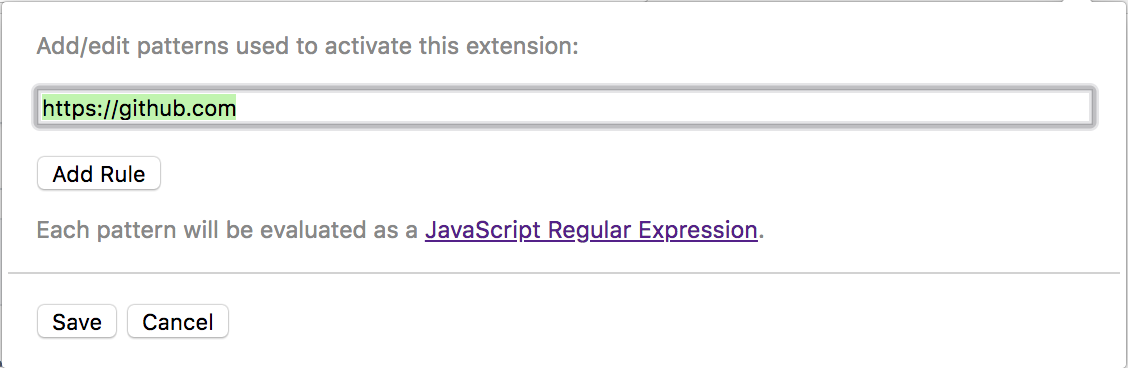 Add/edit patterns used to activate this extension:
https://github.com
Add Rule
Each pattern will be evaluated as a JavaScript Regular Expression.
Save Cancel